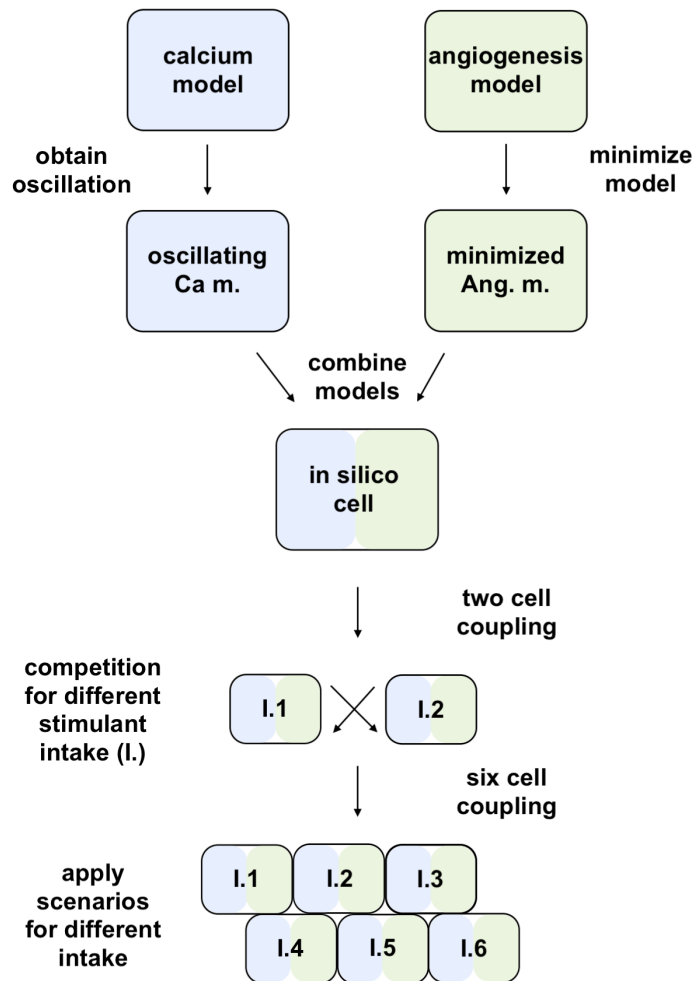 calcium
model
angiogenesis
model
obtain
oscillation
minimize
model
oscillating
Ca m.
minimized
Ang. m.
combine
models
in silico
cell
two cell
coupling
competition
for different
stimulant
intake (I.)
I.1
I.2
six cell
coupling
apply
scenarios
for different
intake
I.1
I.2
I.3
I.4
I.5
I.6